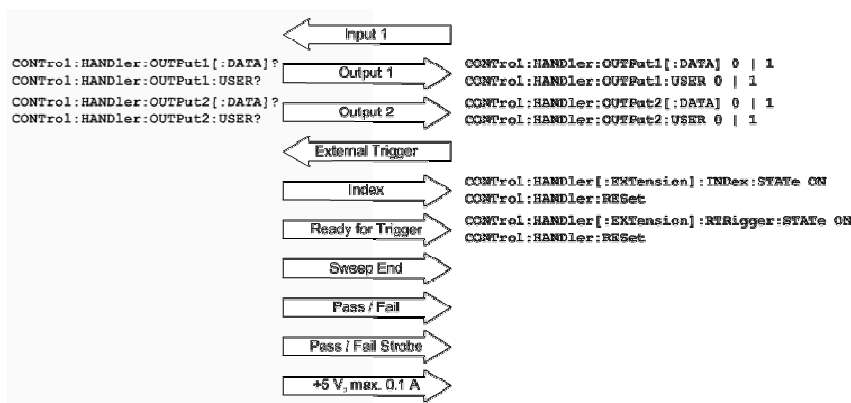 Input 1
CONTrol:HANDler:OUTPut1[:DATA]? Output 1 CONTrol:HANDler:OUTPut1[:DATA] 0 | 1
CONTrol:HANDler:OUTPut1:USER? CONTrol:HANDler:OUTPut1:USER 0 | 1
CONTrol:HANDler:OUTPut2[:DATA]? Output 2 CONTrol:HANDler:OUTPut2[:DATA] 0 | 1
CONTrol:HANDler:OUTPut2:USER? CONTrol:HANDler:OUTPut2:USER 0 | 1
External Trigger
Index CONTrol:HANDler[:EXTension]:INDex:STATe ON
CONTrol:HANDler:RESet
Ready for Trigger CONTrol:HANDler[:EXTension]:RTRigger:STATe ON
CONTrol:HANDler:RESet
Sweep End
Pass / Fail
Pass / Fail Strobe
+5 V, max. 0.1 A